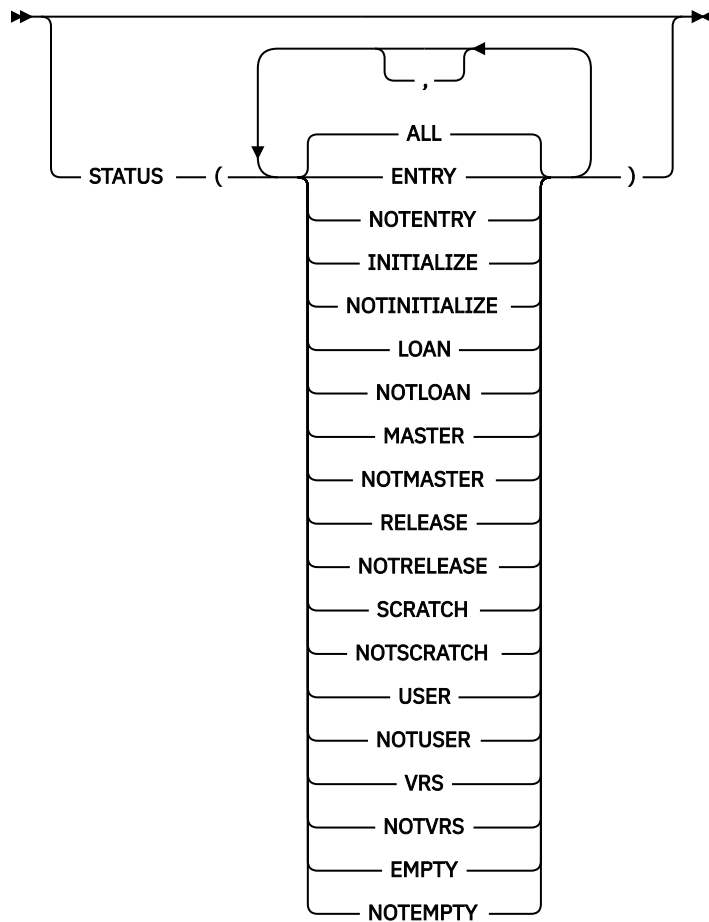 ,
ALL
STATUS ( ENTRY )
NOTENTRY
INITIALIZE
NOTINITIALIZE
LOAN
NOTLOAN
MASTER
NOTMASTER
RELEASE
NOTRELEASE
SCRATCH
NOTSCRATCH
USER
NOTUSER
VRS
NOTVRS
EMPTY
NOTEMPTY